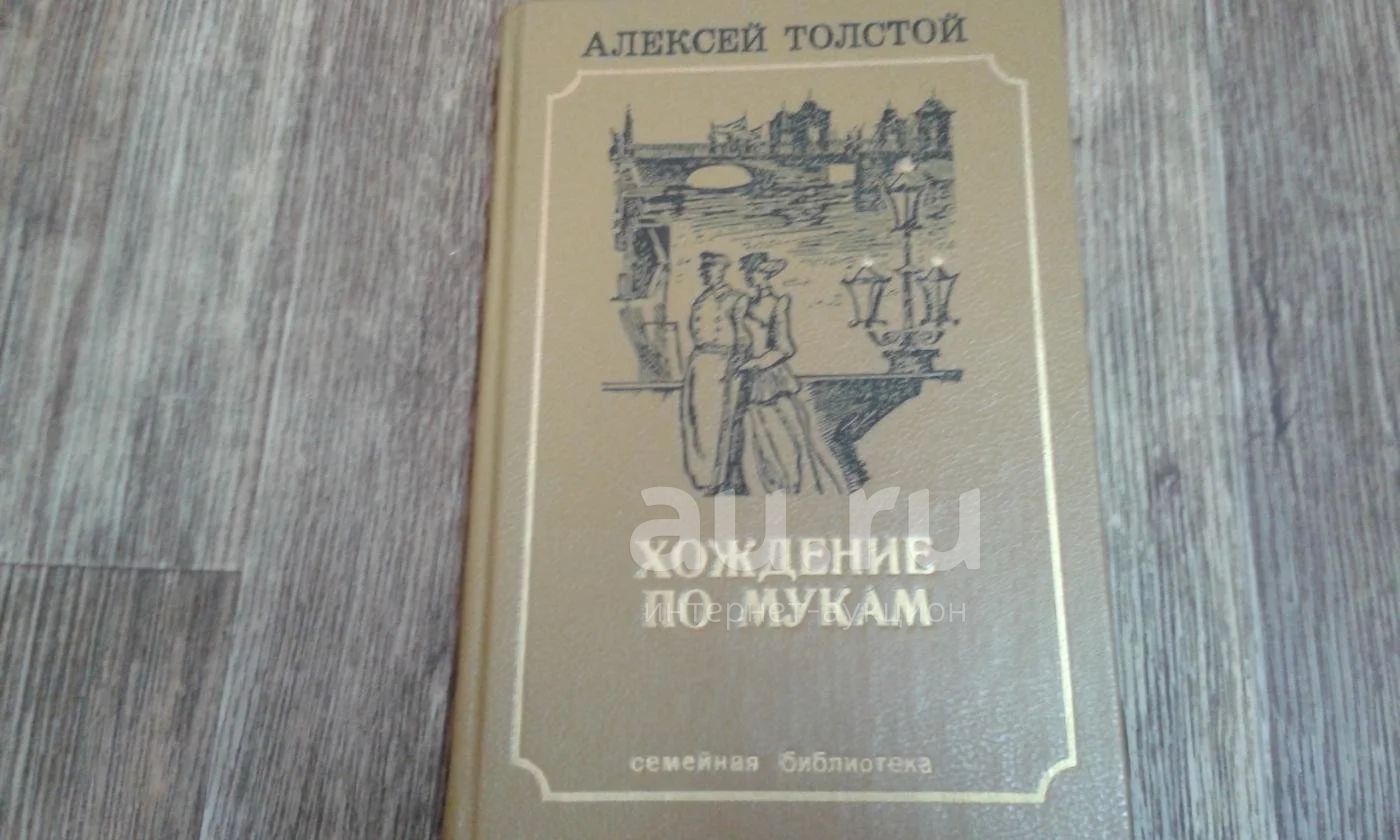 АЛЕКСЕЙ ТОЛСТОЙ
au.ru
ХОЖДЕНИЕ
интернет-аукцион
ПО МУКАМ
семейная библиотека